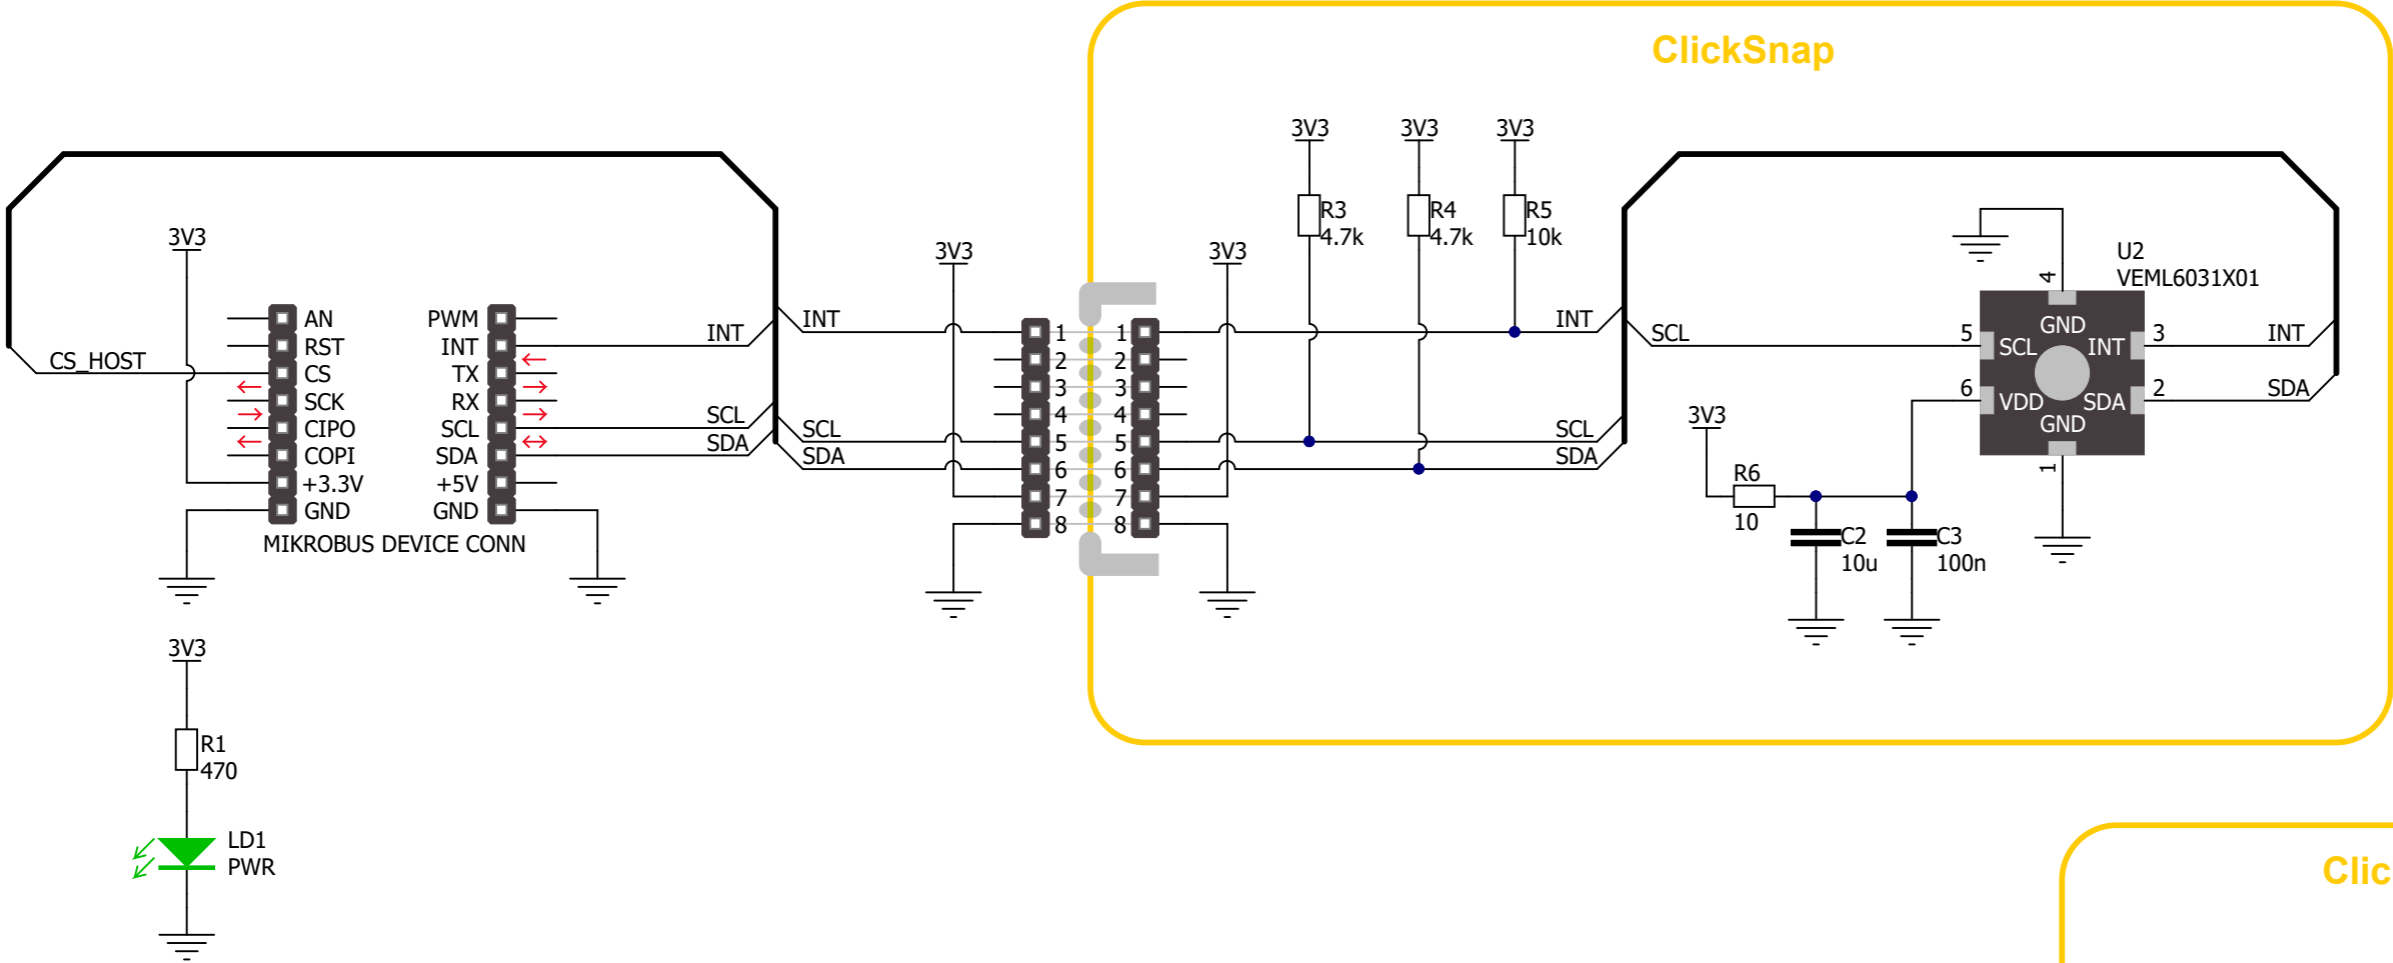 ClickSnap
3V3
3V3
3V3
R3
4.7k
R4
4.7k
R5
10k
3V3
3V3
3V3
U2
VEML6031X01
AN
RST
CS
SCK
CIPO
COPI
+3.3V
GND
PWM
INT
TX
RX
SCL
SDA
+5V
GND
MIKROBUS DEVICE CONN
CS_HOST
INT
SCL
SDA
INT
SCL
SDA
1
2
3
4
5
6
7
8
1
2
3
4
5
6
7
8
INT
SCL
SDA
SCL
4
GND
5
SCL
INT
3
INT
6
VDD
SDA
2
SDA
GND
1
3V3
R6
10
C2
10u
C3
100n
3V3
R1
470
LD1
PWR
Clic